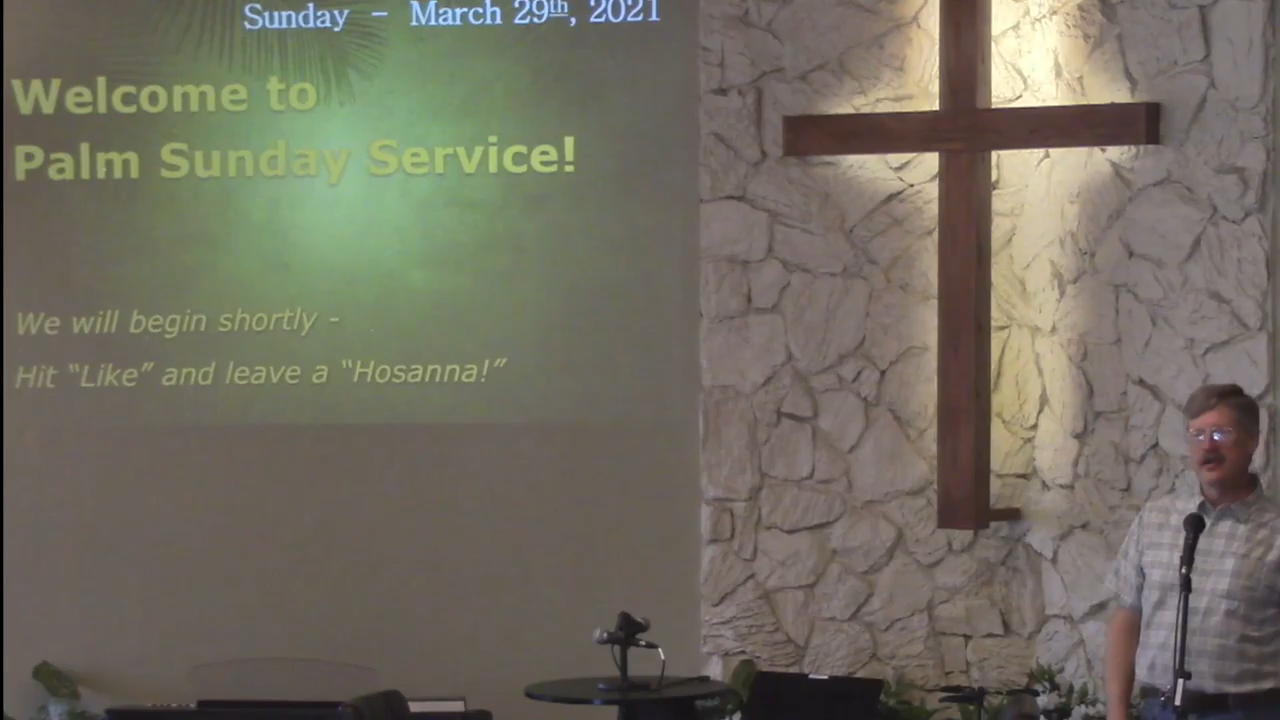 Sunday - March 29th, 2021
Welcome to
Palm Sunday Service!
We will begin shortly -
Hit “Like” and leave a “Hosanna!”